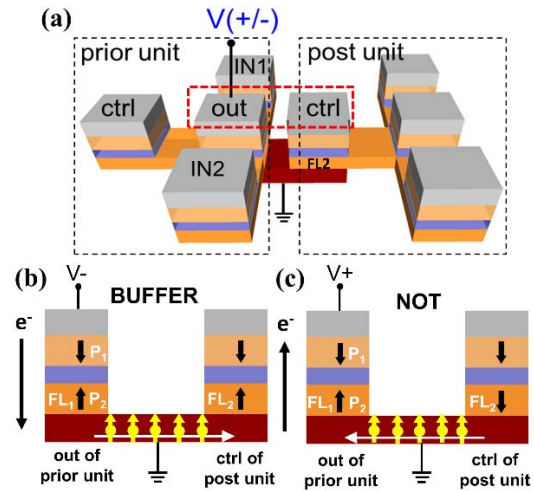 (a)
V(+/-)
prior unit
post unit
IN1
ctrl
out
ctrl
IN2
FL2
(b)
V-
BUFFER
(c)
V+
NOT
e-
P1
FL1
P2
FL2
out of
prior unit
ctrl of
post unit
e-
P1
FL1
P2
FL2
out of
prior unit
ctrl of
post unit